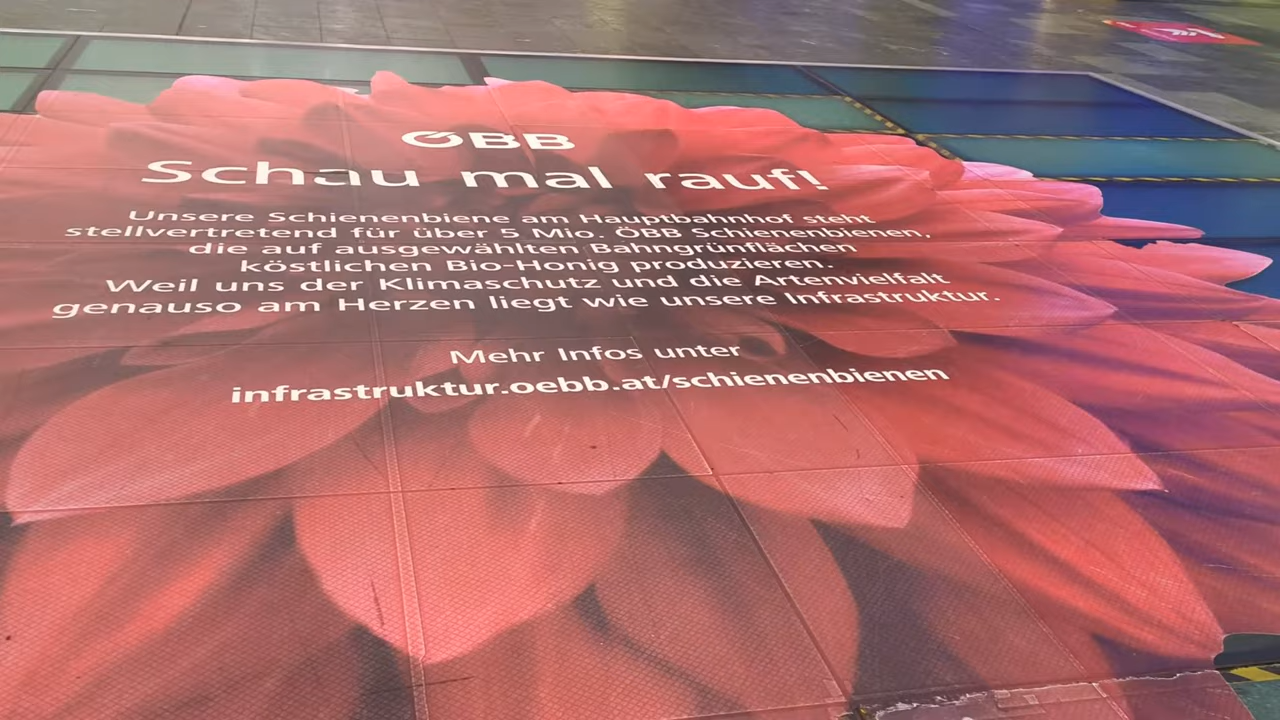 ÖBB
Schau mal rauf!
Unsere Schienenbiene am Hauptbahnhof steht
stellvertretend für über 5 Mio. ÖBB Schienenbienen,
die auf ausgewählten Bahngrünflächen
köstlichen Bio-Honig produzieren.
Weil uns der Klimaschutz und die Artenvielfalt
genauso am Herzen liegt wie unsere Infrastruktur.
Mehr Infos unter
infrastruktur.oebb.at/schienenbienen